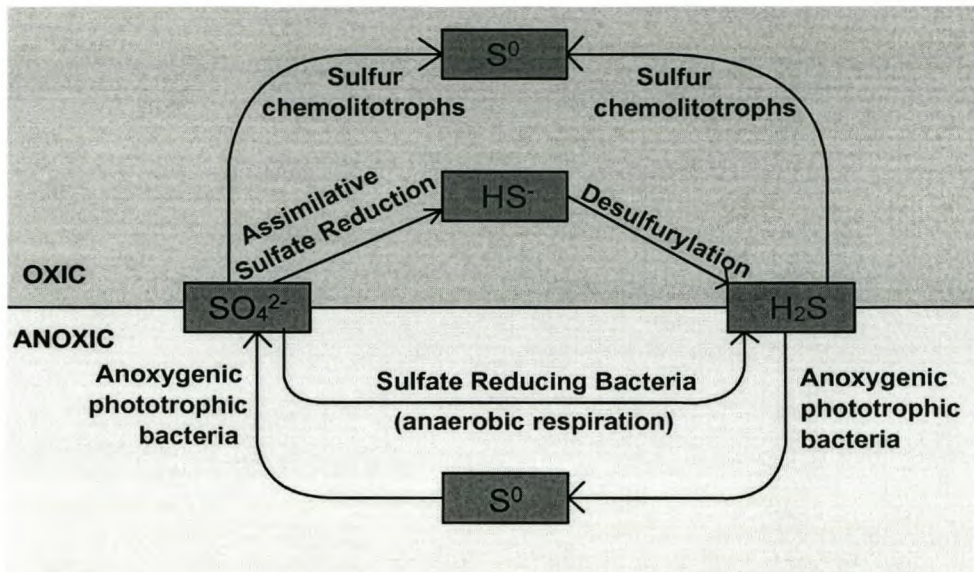 S⁰
Sulfur
chemolitotrophs
Sulfur
chemolitotrophs
Assimilative
Sulfate Reduction
HS⁻
Desulfurylation
OXIC
SO₄²⁻
H₂S
ANOXIC
Anoxygenic
phototrophic
bacteria
Sulfate Reducing Bacteria
(anaerobic respiration)
Anoxygenic
phototrophic
bacteria
S⁰